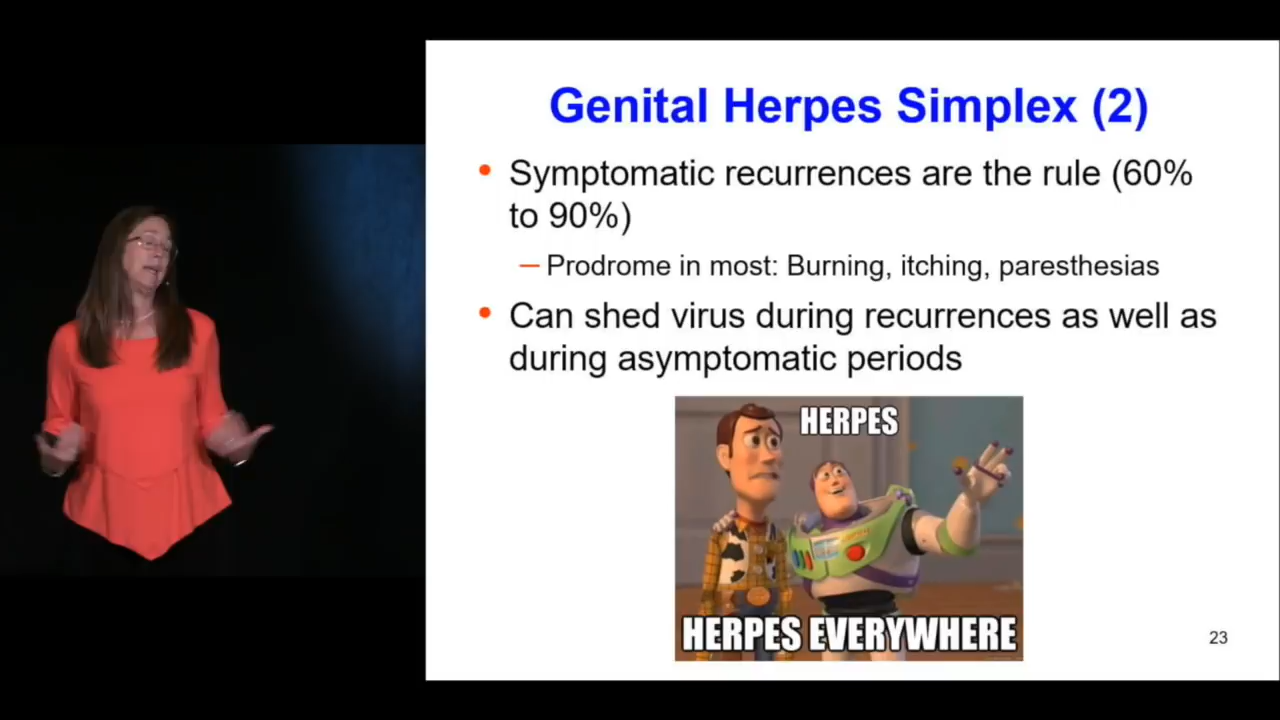 Genital Herpes Simplex (2)
• Symptomatic recurrences are the rule (60%
to 90%)
– Prodrome in most: Burning, itching, paresthesias
• Can shed virus during recurrences as well as
during asymptomatic periods
HERPES
HERPES EVERYWHERE
23